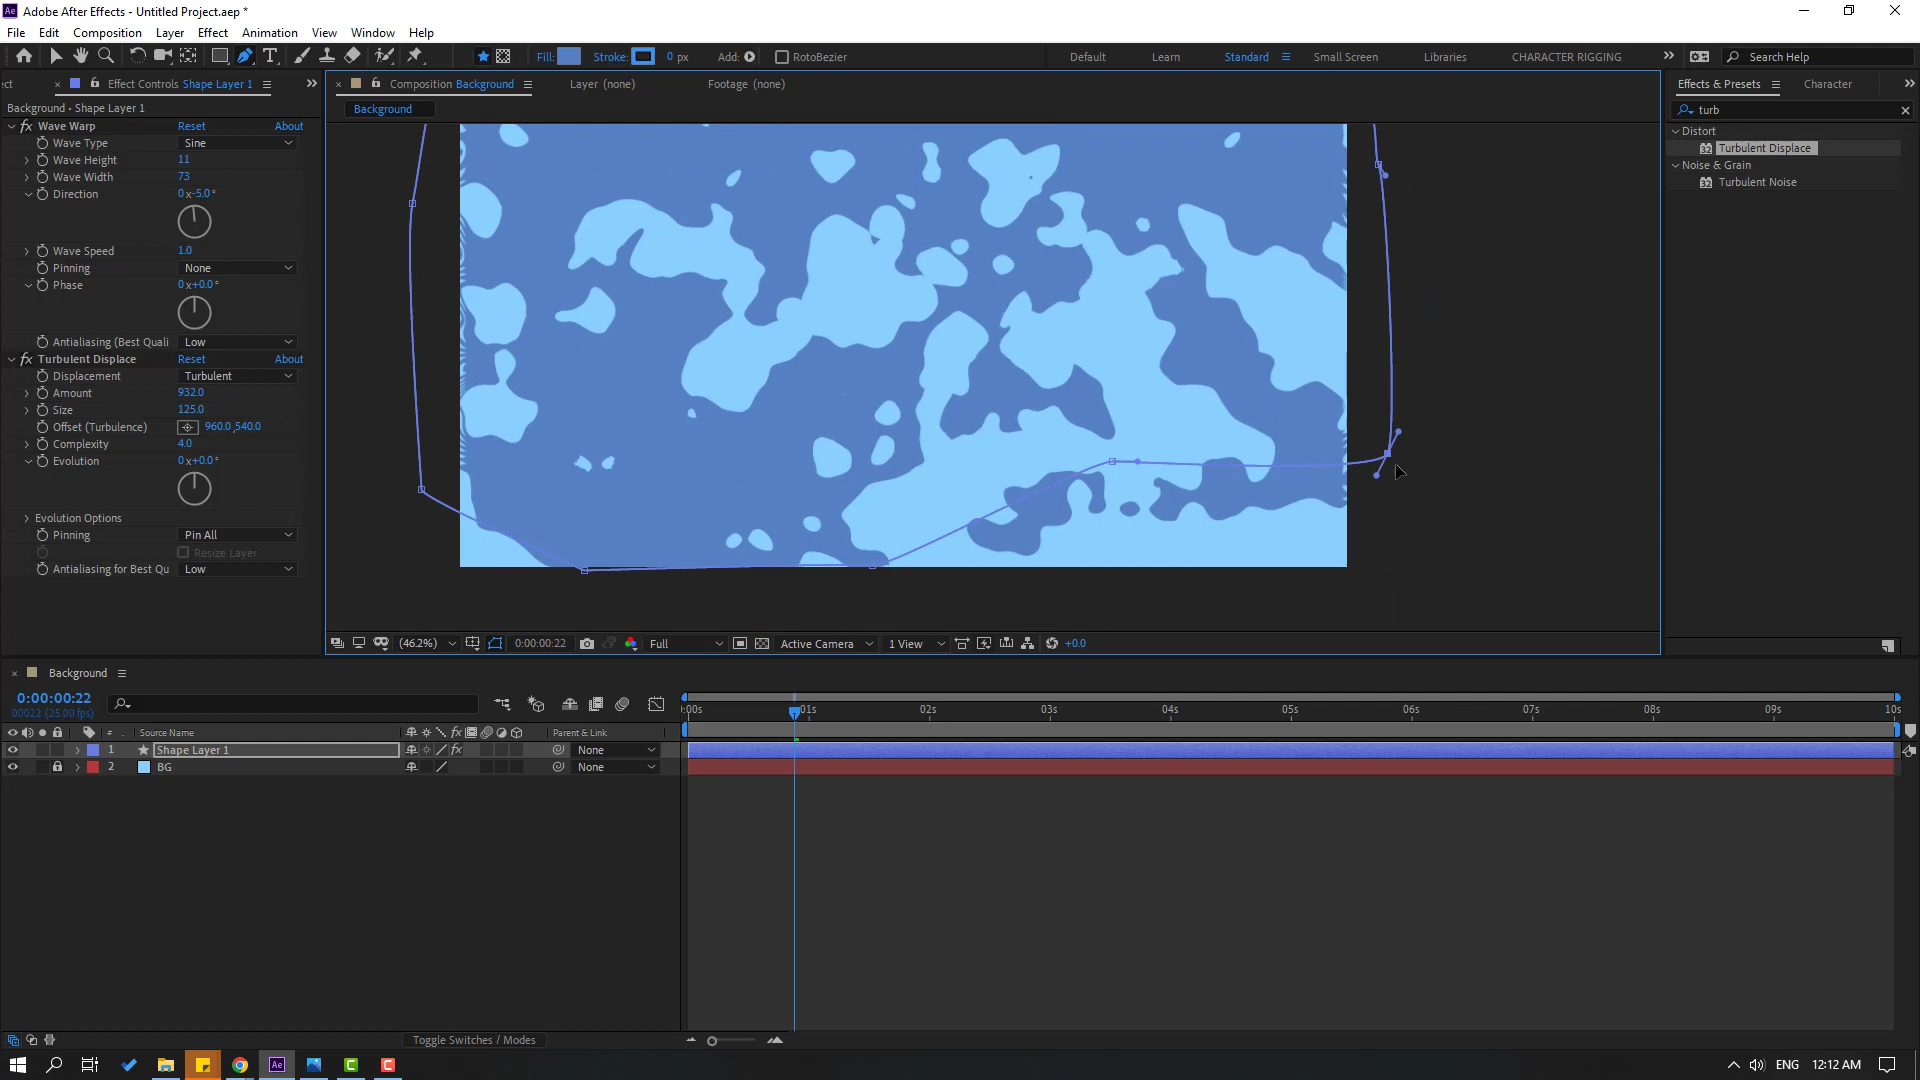 Adobe After Effects - Untitled Project.aep *
File Edit Composition Layer Effect Animation View Window Help
Fill: Stroke: 0 px Add: RotoBezier Default Learn Standard Small Screen Libraries CHARACTER RIGGING Search Help
ect Effect Controls Shape Layer 1
Composition Background Layer (none) Footage (none)
Effects & Presets Character
Background • Shape Layer 1
Background
turb
fx Wave Warp Reset About
Wave Type Sine
Wave Height 11
Wave Width 73
Direction 0x-5.0°
Wave Speed 1.0
Pinning None
Phase 0x+0.0°
Antialiasing (Best Quali Low
fx Turbulent Displace Reset About
Displacement Turbulent
Amount 932.0
Size 125.0
Offset (Turbulence) 960.0,540.0
Complexity 4.0
Evolution 0x+0.0°
Evolution Options
Pinning Pin All
Resize Layer
Antialiasing for Best Qu Low
Distort
32 Turbulent Displace
Noise & Grain
32 Turbulent Noise
(46.2%) 0:00:00:22 Full Active Camera 1 View +0.0
Background
0:00:00:22
00022 (25.00 fps)
:00s 01s 02s 03s 04s 05s 06s 07s 08s 09s 10s
# Source Name Parent & Link
1 Shape Layer 1 None
2 BG None
Toggle Switches / Modes
ENG 12:12 AM